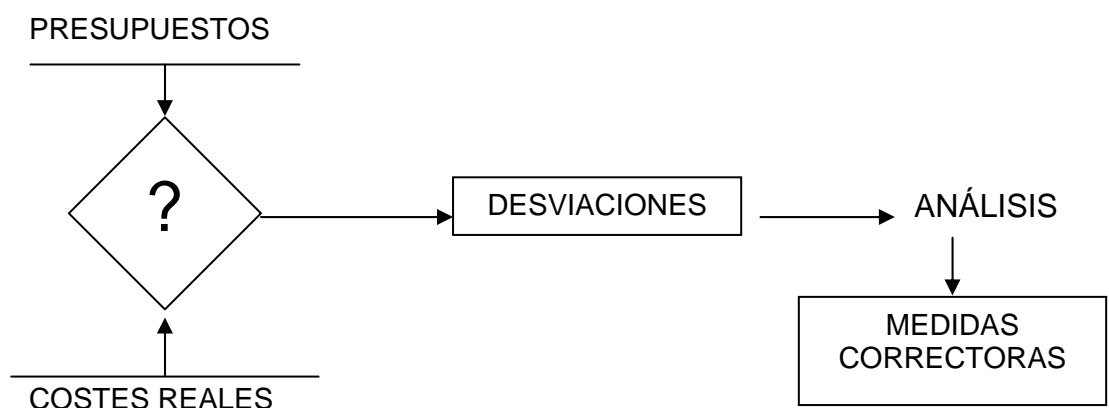 PRESUPUESTOS
?
DESVIACIONES
ANÁLISIS
MEDIDAS
CORRECTORAS
COSTES REALES